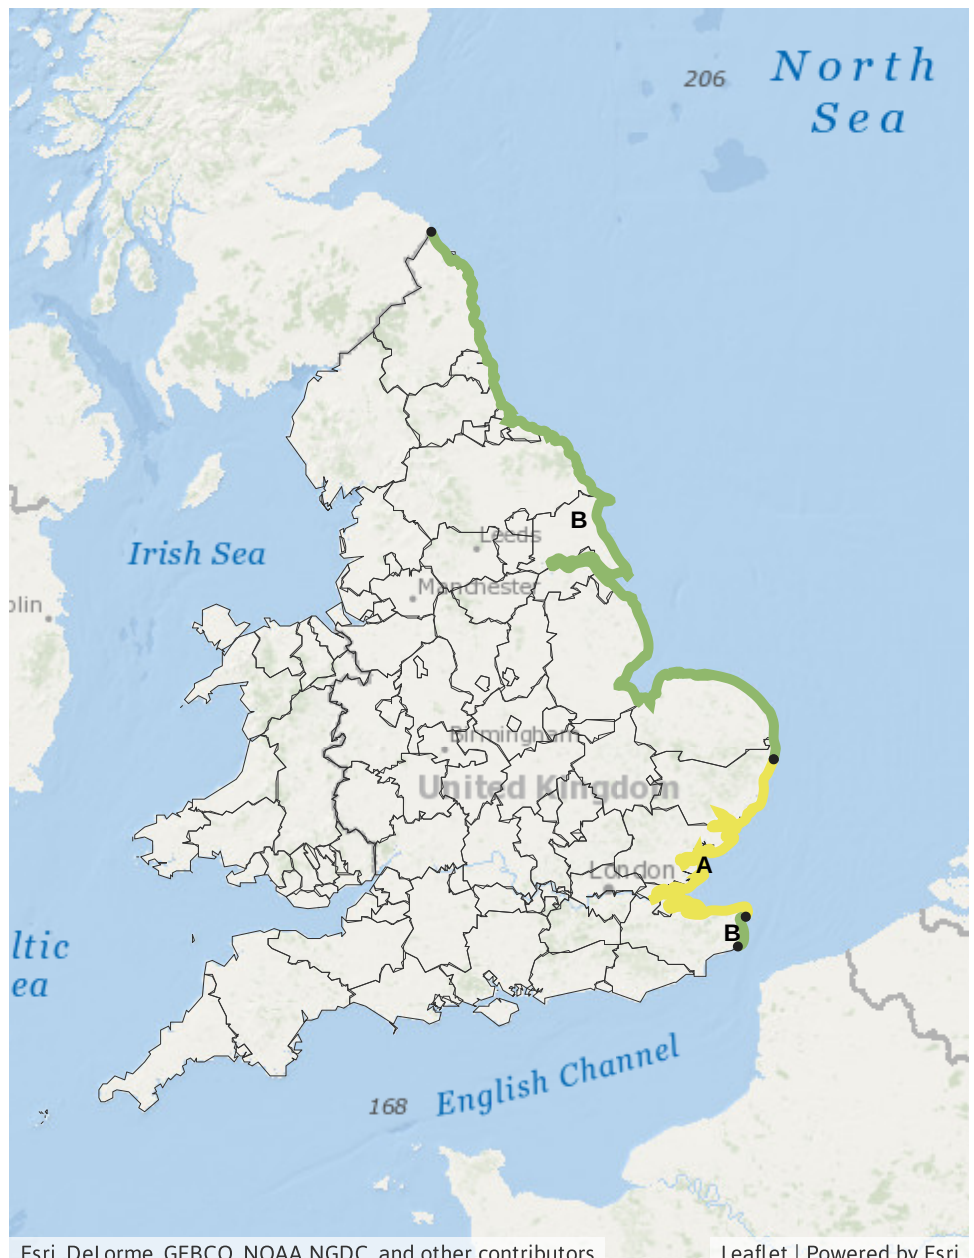 North
Sea
206
B
Leeds
Irish Sea
Manchester
olin
Birmingham
United Kingdom
London
A
B
ltic
ea
English Channel
168
Esri, DeLorme, GEBCO, NOAA NGDC, and other contributors
Leaflet | Powered by Esri